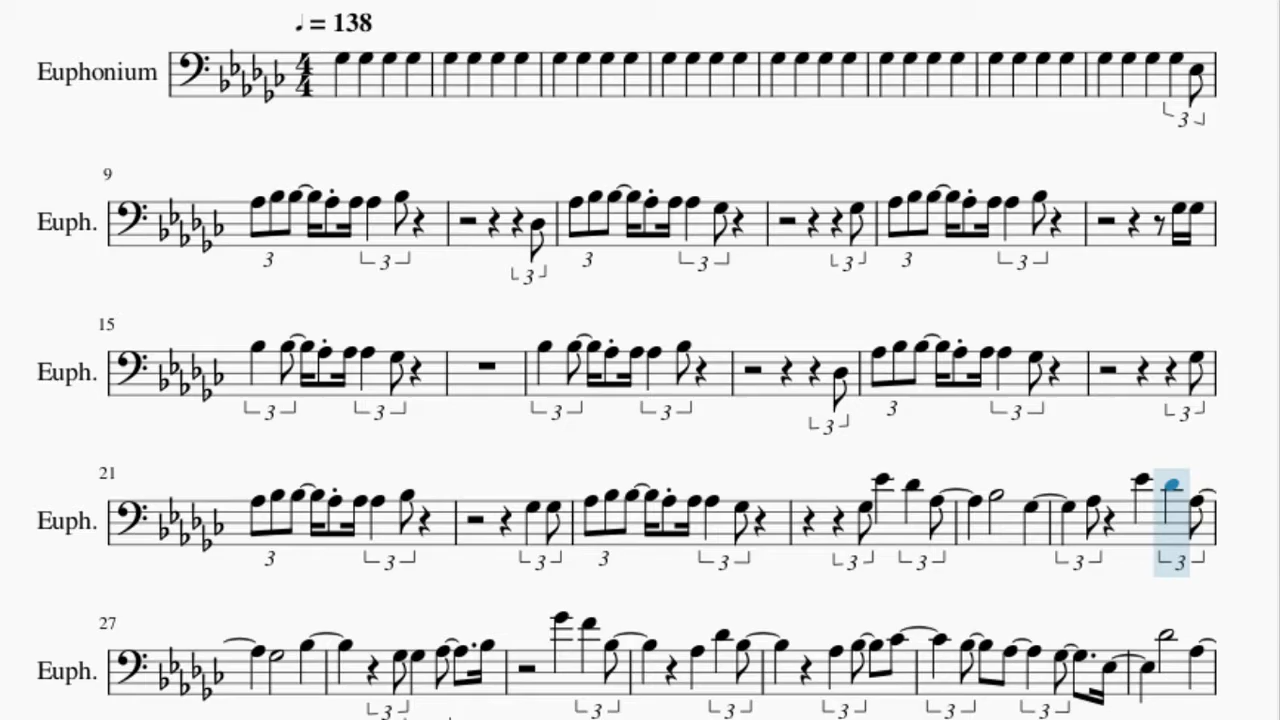 ♩ = 138
Euphonium
4
4
3
9
Euph.
3 3 3 3 3 3 3 3
15
Euph.
3 3 3 3 3 3 3 3
21
Euph.
3 3 3 3 3 3 3 3 3
27
Euph.
3 3 3 3 3 3